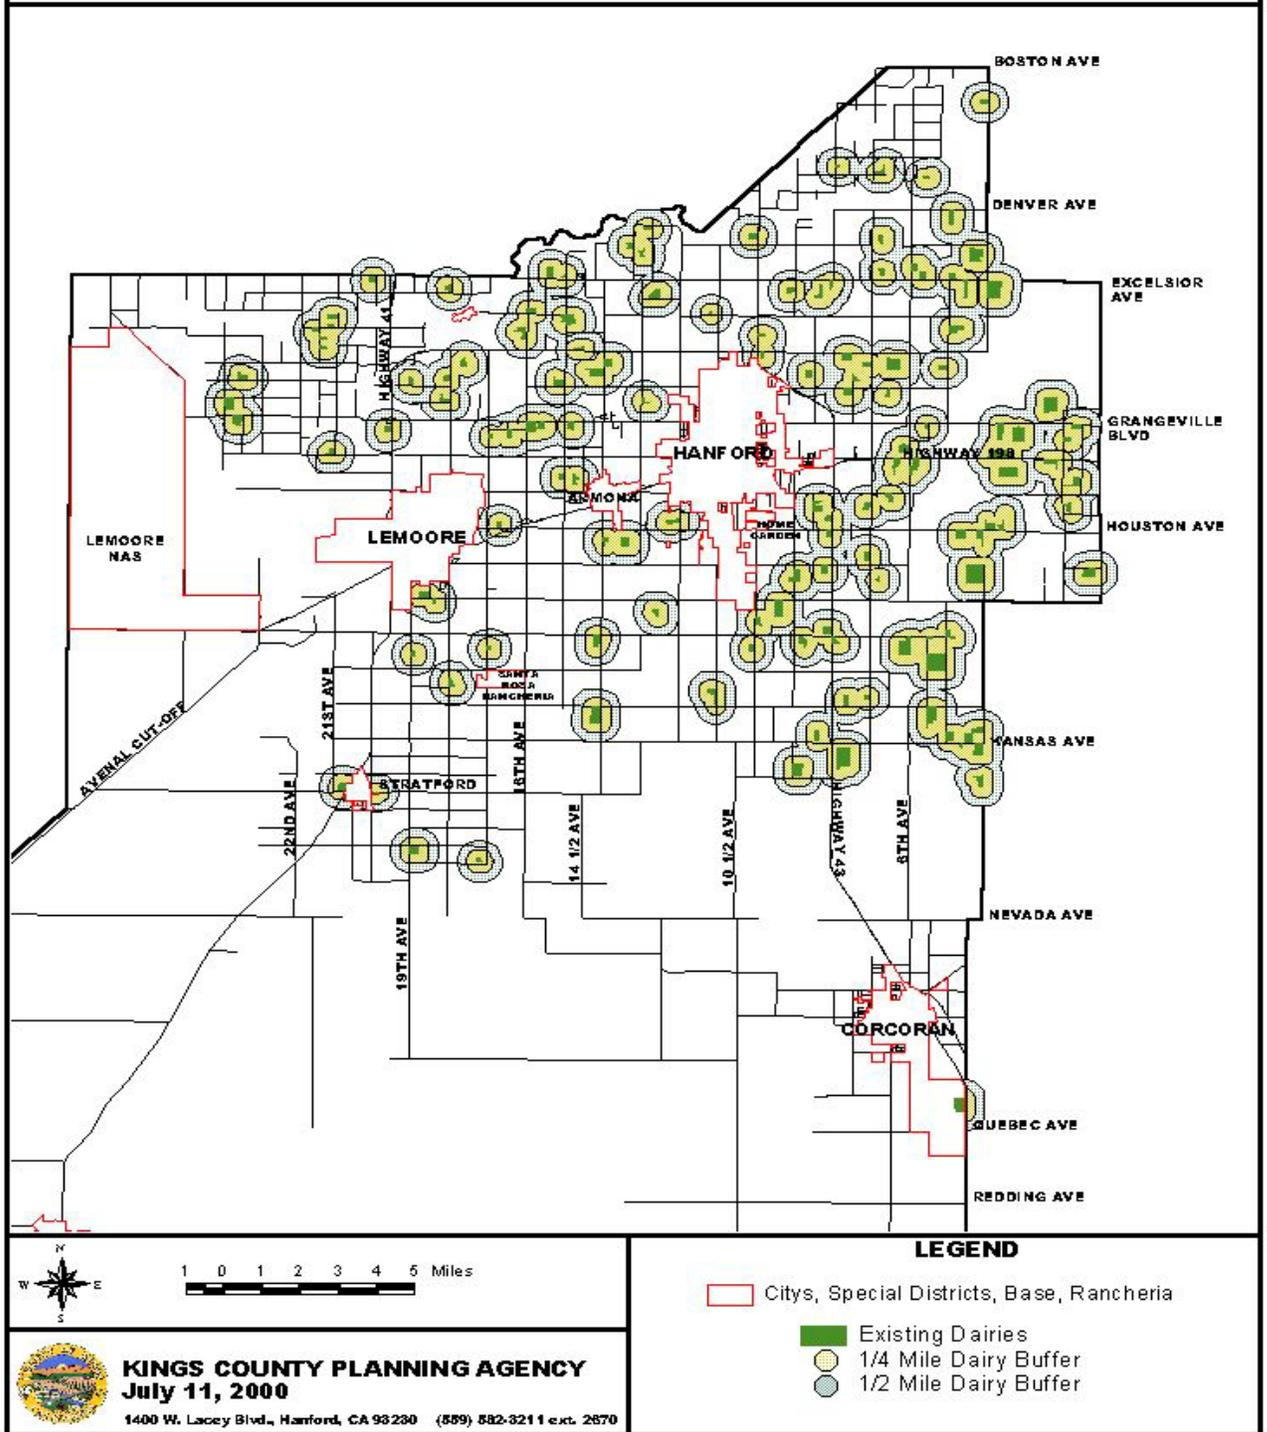 BOSTON AVE
DENVER AVE
EXCELSIOR
AVE
HIGHWAY 41
GRANGEVILLE
BLVD
HANFORD
HIGHWAY 198
ARMONA
HOME
GARDEN
HOUSTON AVE
LEMOORE
LEMOORE
NAS
SANTA
ROSA
RANCHERIA
21ST AVE
AVENAL CUT-OFF
16TH AVE
KANSAS AVE
STRATFORD
22ND AVE
14 1/2 AVE
10 1/2 AVE
HIGHWAY 43
6TH AVE
NEVADA AVE
19TH AVE
CORCORAN
QUEBEC AVE
REDDING AVE
N
W E
S
1 0 1 2 3 4 5 Miles
LEGEND
Citys, Special Districts, Base, Rancheria
Existing Dairies
1/4 Mile Dairy Buffer
1/2 Mile Dairy Buffer
KINGS COUNTY PLANNING AGENCY
July 11, 2000
1400 W. Lacey Blvd., Hanford, CA 93230 (559) 582-3211 ext. 2670